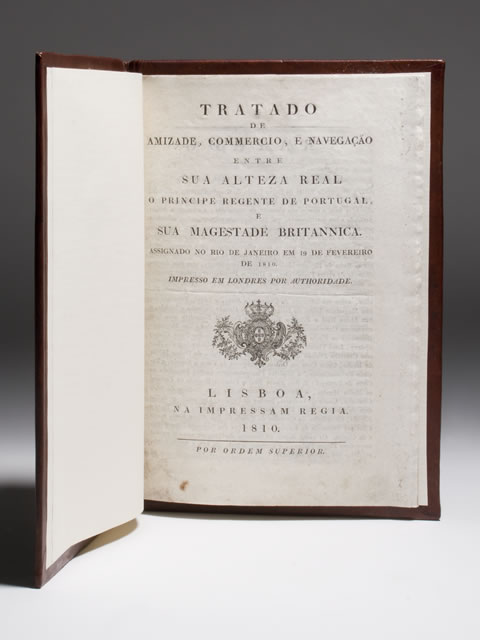 TRATADO
DE
AMIZADE, COMMERCIO, E NAVEGAÇÃO
ENTRE
SUA ALTEZA REAL
O PRINCIPE REGENTE DE PORTUGAL,
E
SUA MAGESTADE BRITANNICA.
ASSIGNADO NO RIO DE JANEIRO EM 19 DE FEVEREIRO
DE 1810.
IMPRESSO EM LONDRES POR AUTHORIDADE.
LISBOA,
NA IMPRESSAM REGIA.
1810.
POR ORDEM SUPERIOR.